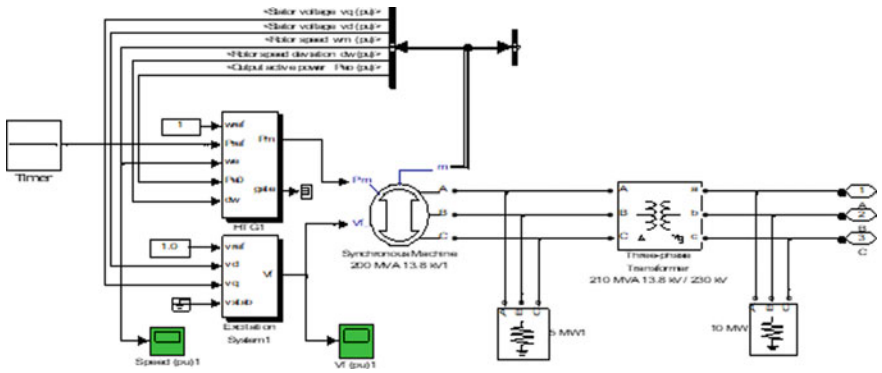 <Stator voltage vq (pu)>
<Stator voltage vd (pu)>
<Rotor speed wm (pu)>
<Rotor speed deviation dw (pu)>
<Output active power Peo (pu)>
Timer
1
wref
Pref
we
Pe0
dw
Pm
gate
HTG1
1.0
vref
vd
vq
vstab
Vf
Excitation
System1
Speed (pu)1
Vf (pu)1
Pm
Vf
m
A
B
C
Synchronous Machine
200 MVA 13.8 kV1
A
B
C
a
b
c
Δ
Yg
Three-phase
Transformer
210 MVA 13.8 kV / 230 kV
1
A
2
B
3
C
A B C
5 MW1
A B C
10 MW